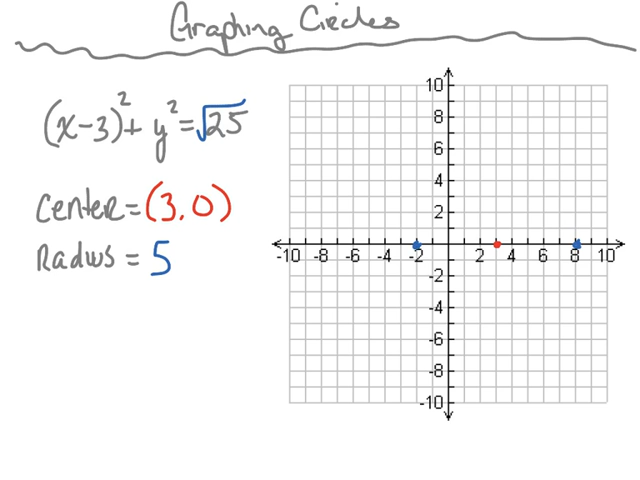 Graphing Circles
(x-3)² + y² = √25
Center = (3,0)
Radius = 5
10
8
6
4
2
-10 -8 -6 -4 -2 2 4 6 8 10
-2
-4
-6
-8
-10